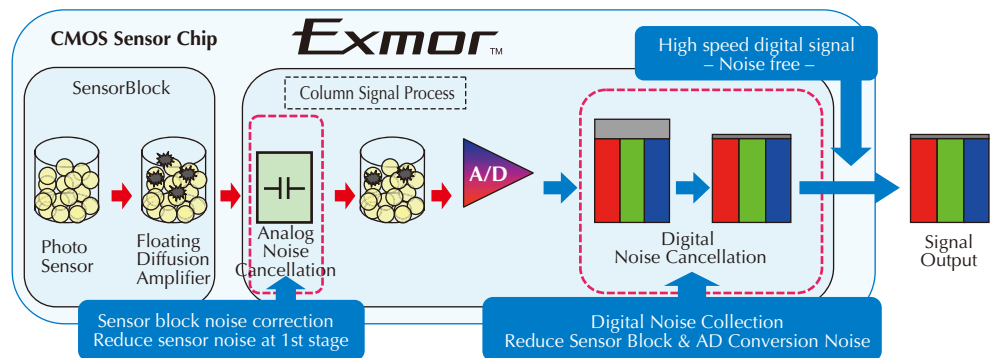 CMOS Sensor Chip
Exmor™
High speed digital signal
– Noise free –
SensorBlock
Column Signal Process
A/D
Photo
Sensor
Floating
Diffusion
Amplifier
Analog
Noise
Cancellation
Digital
Noise Cancellation
Signal
Output
Sensor block noise correction
Reduce sensor noise at 1st stage
Digital Noise Collection
Reduce Sensor Block & AD Conversion Noise